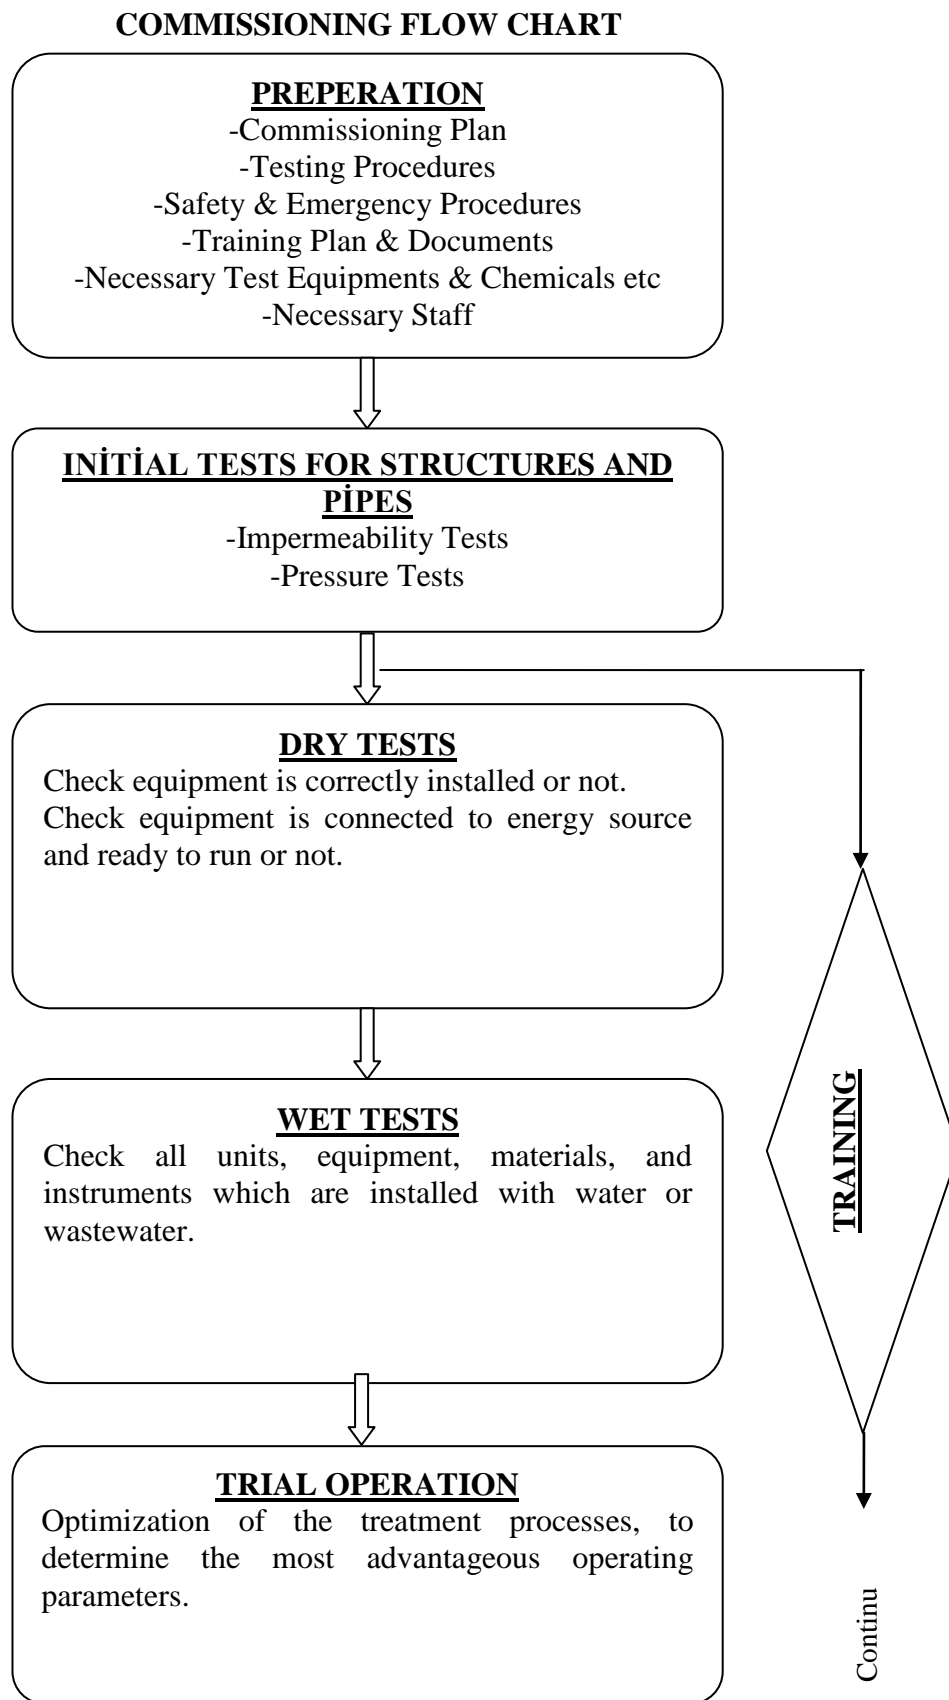 COMMISSIONING FLOW CHART
PREPERATION
-Commissioning Plan
-Testing Procedures
-Safety & Emergency Procedures
-Training Plan & Documents
-Necessary Test Equipments & Chemicals etc
-Necessary Staff
INİTİAL TESTS FOR STRUCTURES AND
PİPES
-Impermeability Tests
-Pressure Tests
DRY TESTS
Check equipment is correctly installed or not.
Check equipment is connected to energy source
and ready to run or not.
WET TESTS
Check all units, equipment, materials, and
instruments which are installed with water or
wastewater.
TRIAL OPERATION
Optimization of the treatment processes, to
determine the most advantageous operating
parameters.
TRAINING
Continu